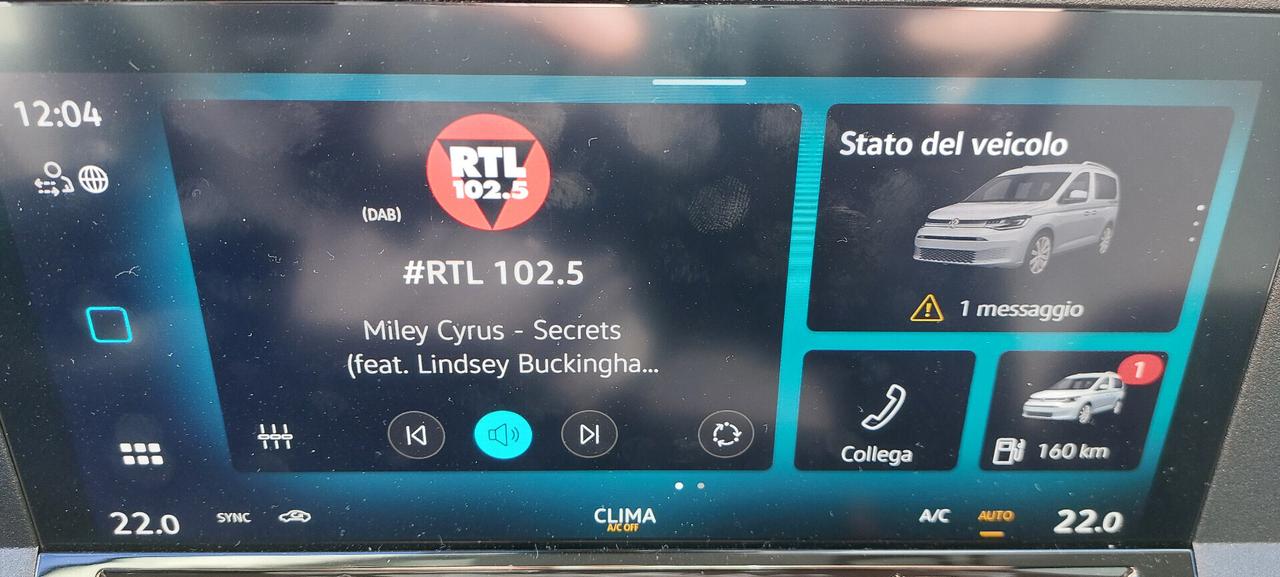 12:04
RTL
102.5
(DAB)
#RTL 102.5
Miley Cyrus - Secrets
(feat. Lindsey Buckingha...
Stato del veicolo
1 messaggio
Collega
1
160 km
22.0
SYNC
CLIMA
A/C OFF
A/C
AUTO
22.0